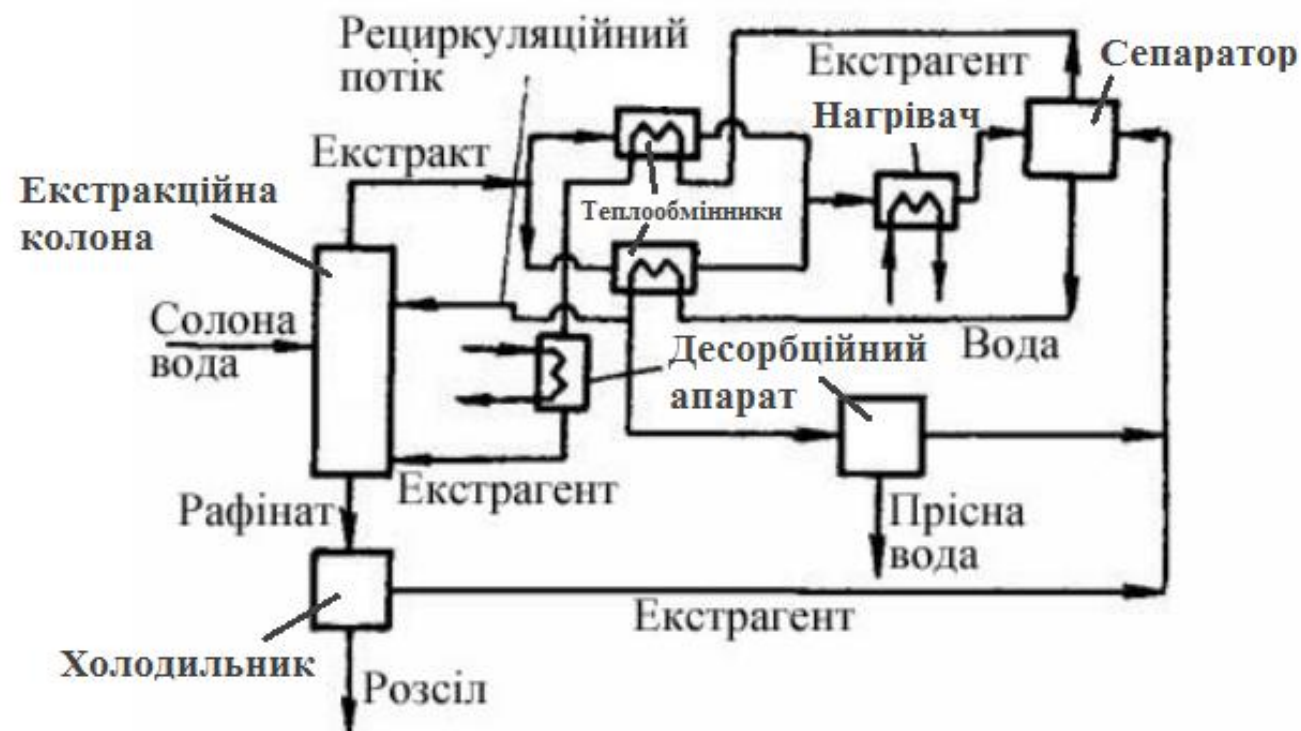 Рециркуляційний
потік
Екстрагент
Сепаратор
Нагрівач
Екстракт
Екстракційна
колона
Теплообмінники
Солона
вода
Вода
Десорбційний
апарат
Екстрагент
Рафінат
Прісна
вода
Екстрагент
Холодильник
Розсіл